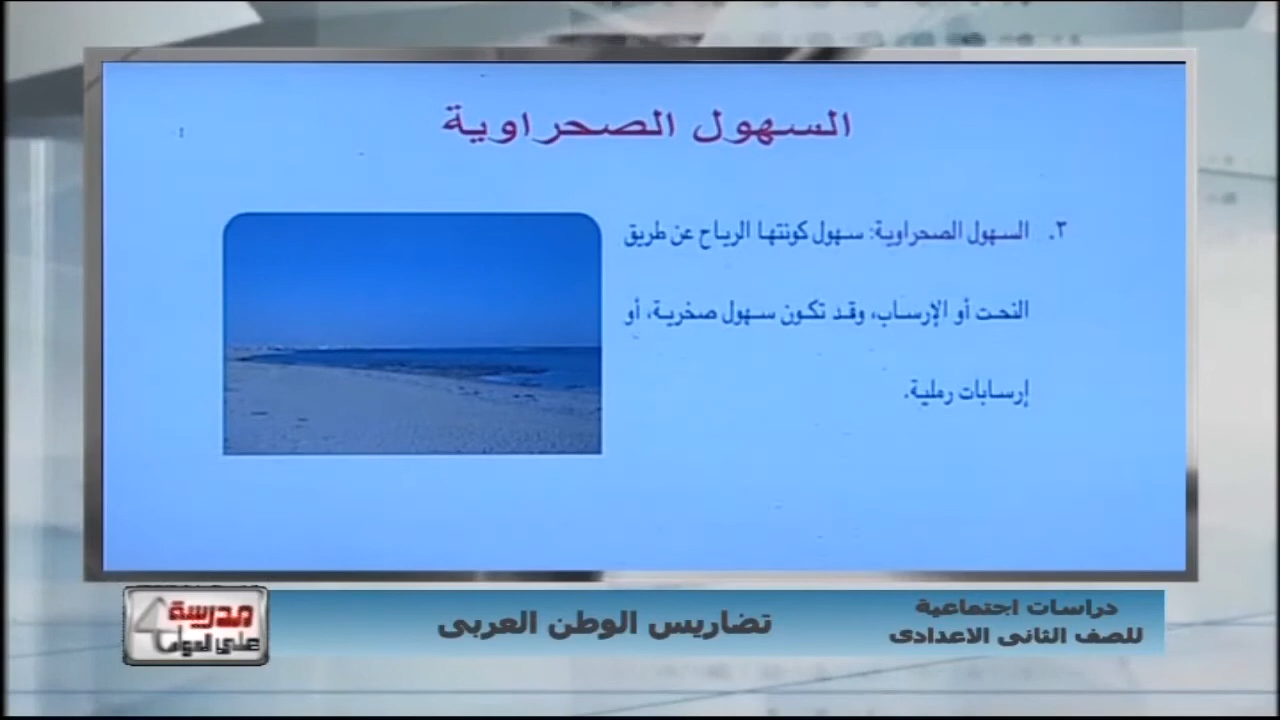 السهول الصحراوية
٣. السهول الصحراوية: سهول كونتها الرياح عن طريق
النحت أو الإرساب، وقد تكون سهول صخرية، أو
إرسابات رملية.
دراسات اجتماعية
للصف الثانى الاعدادى
تضاريس الوطن العربى
مدرسة
على الهواء